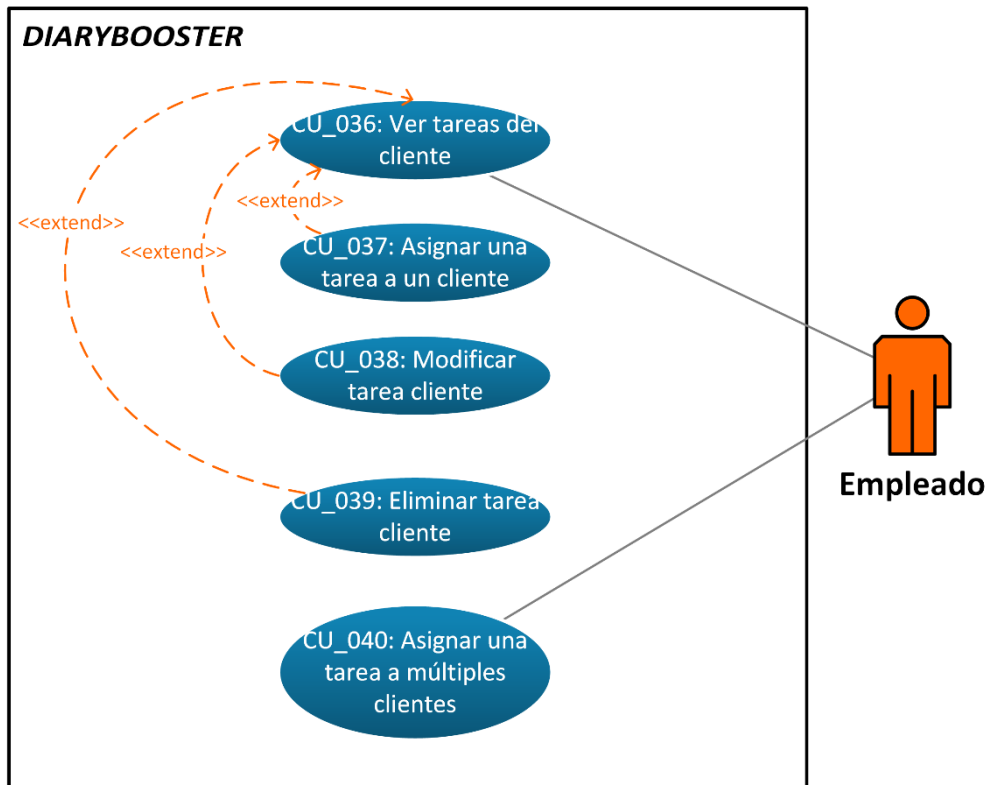 DIARYBOOSTER
CU_036: Ver tareas del
cliente
<<extend>>
<<extend>>
<<extend>>
CU_037: Asignar una
tarea a un cliente
CU_038: Modificar
tarea cliente
CU_039: Eliminar tarea
cliente
Empleado
CU_040: Asignar una
tarea a múltiples
clientes